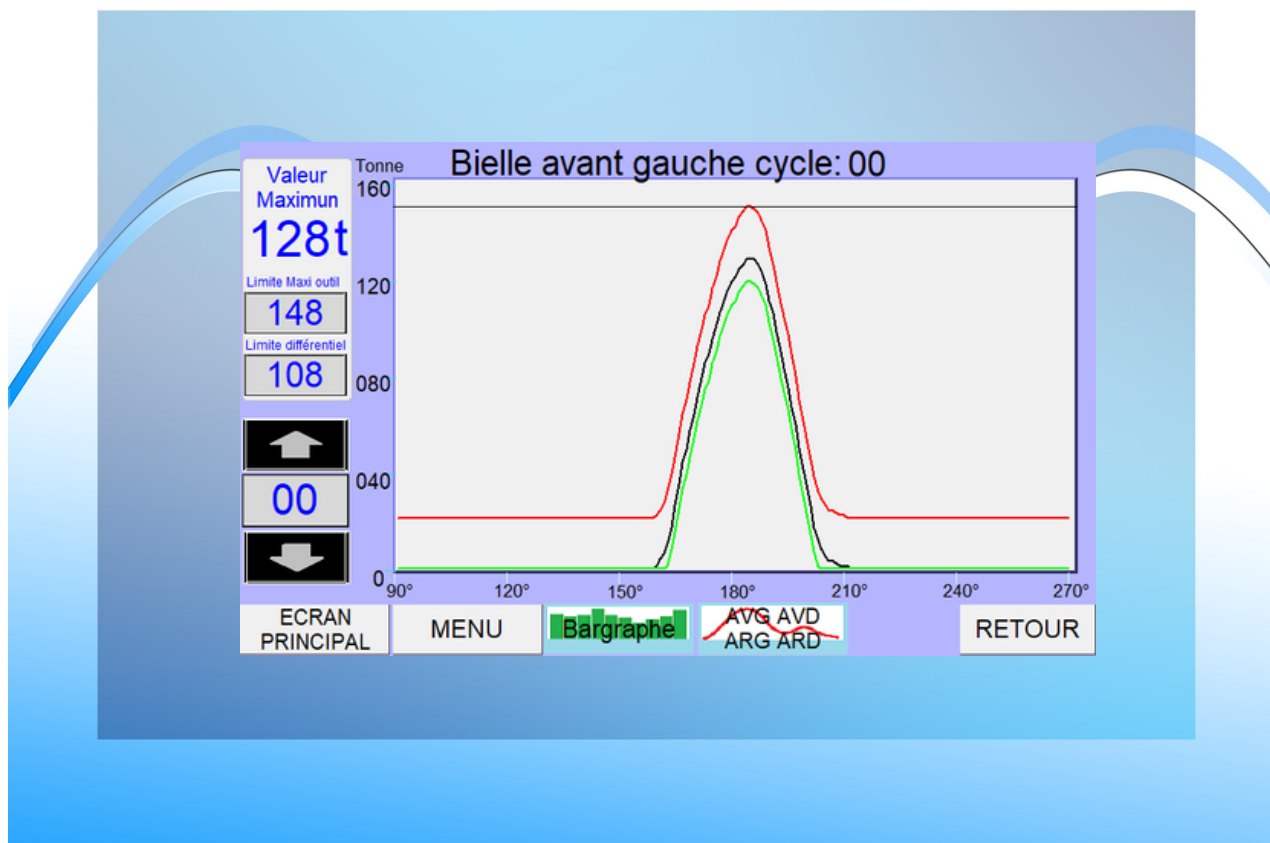 Bielle avant gauche cycle: 00
Valeur
Maximun
128t
Limite Maxi outil
148
Limite différentiel
108
00
Tonne
160
120
080
040
0
90° 120° 150° 180° 210° 240° 270°
ECRAN
PRINCIPAL
MENU
Bargraphe
AVG AVD
ARG ARD
RETOUR